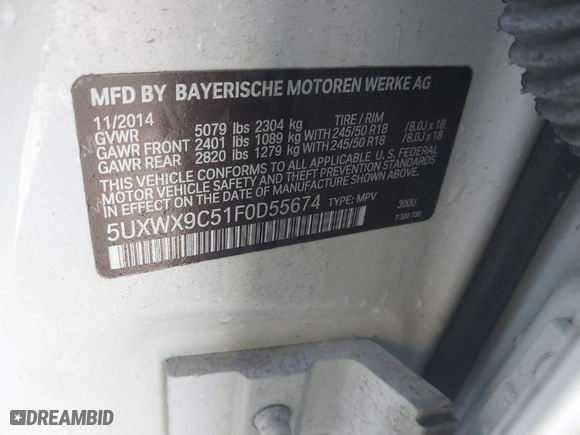 MFD BY BAYERISCHE MOTOREN WERKE AG
11/2014 TIRE / RIM
GVWR 5079 lbs 2304 kg
GAWR FRONT 2401 lbs 1089 kg WITH 245/50 R18 /8.0J x 18
GAWR REAR 2820 lbs 1279 kg WITH 245/50 R18 /8.0J x 18
THIS VEHICLE CONFORMS TO ALL APPLICABLE U. S. FEDERAL
MOTOR VEHICLE SAFETY AND THEFT PREVENTION STANDARDS
IN EFFECT ON THE DATE OF MANUFACTURE SHOWN ABOVE.
5UXWX9C51F0D55674 TYPE: MPV 300U
7 320 730
DREAMBID